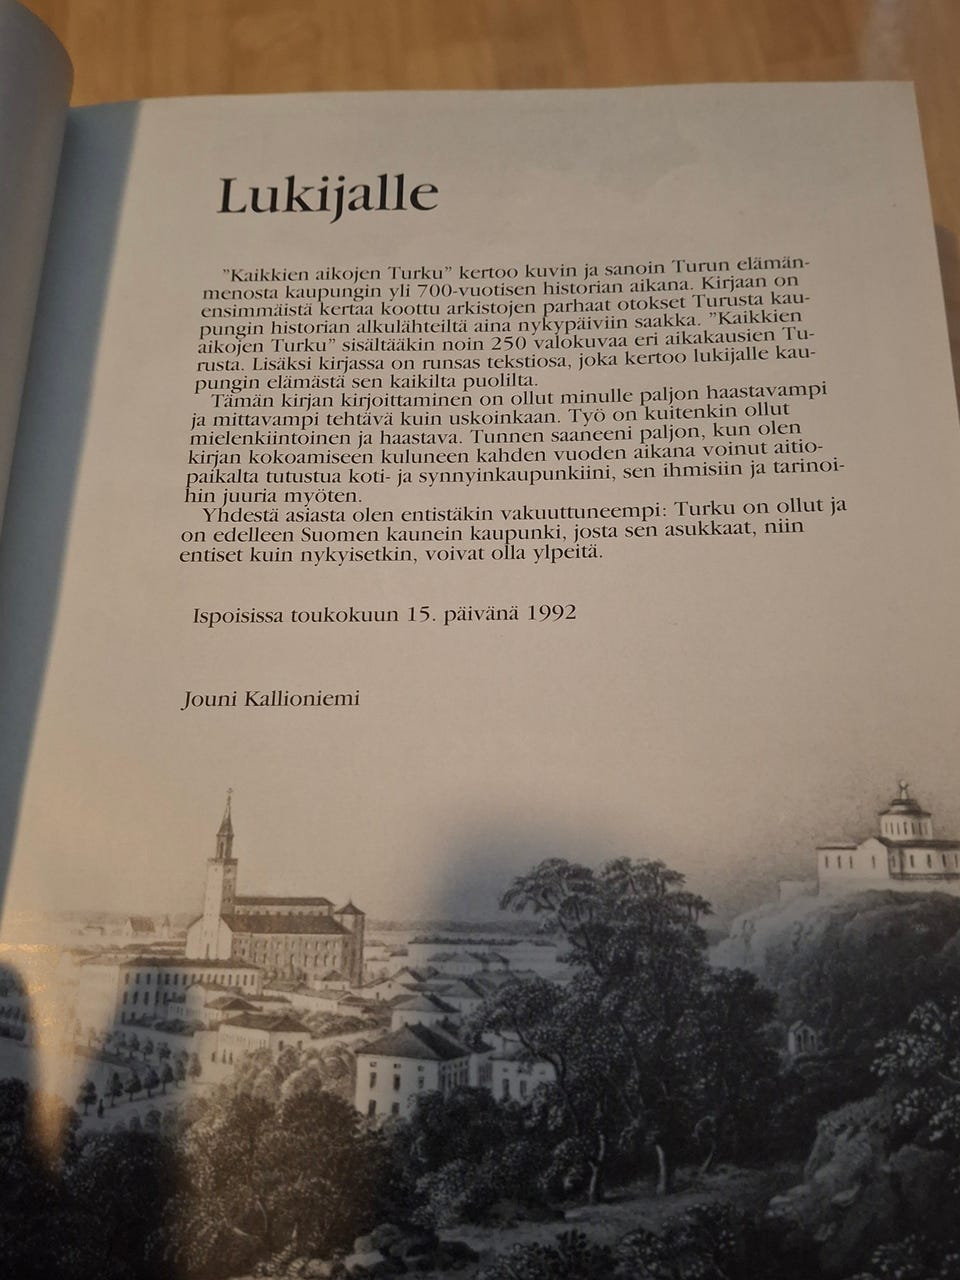 Lukijalle
"Kaikkien aikojen Turku" kertoo kuvin ja sanoin Turun elämän-
menosta kaupungin yli 700-vuotisen historian aikana. Kirjaan on
ensimmäistä kertaa koottu arkistojen parhaat otokset Turusta kau-
pungin historian alkulähteiltä aina nykypäiviin saakka. "Kaikkien
aikojen Turku" sisältääkin noin 250 valokuvaa eri aikakausien Tu-
rusta. Lisäksi kirjassa on runsas tekstiosa, joka kertoo lukijalle kau-
pungin elämästä sen kaikilta puolilta.
Tämän kirjan kirjoittaminen on ollut minulle paljon haastavampi
ja mittavampi tehtävä kuin uskoinkaan. Työ on kuitenkin ollut
mielenkiintoinen ja haastava. Tunnen saaneeni paljon, kun olen
kirjan kokoamiseen kuluneen kahden vuoden aikana voinut aitio-
paikalta tutustua koti- ja synnyinkaupunkiini, sen ihmisiin ja tarinoi-
hin juuria myöten.
Yhdestä asiasta olen entistäkin vakuuttuneempi: Turku on ollut ja
on edelleen Suomen kaunein kaupunki, josta sen asukkaat, niin
entiset kuin nykyisetkin, voivat olla ylpeitä.
Ispoisissa toukokuun 15. päivänä 1992
Jouni Kallioniemi